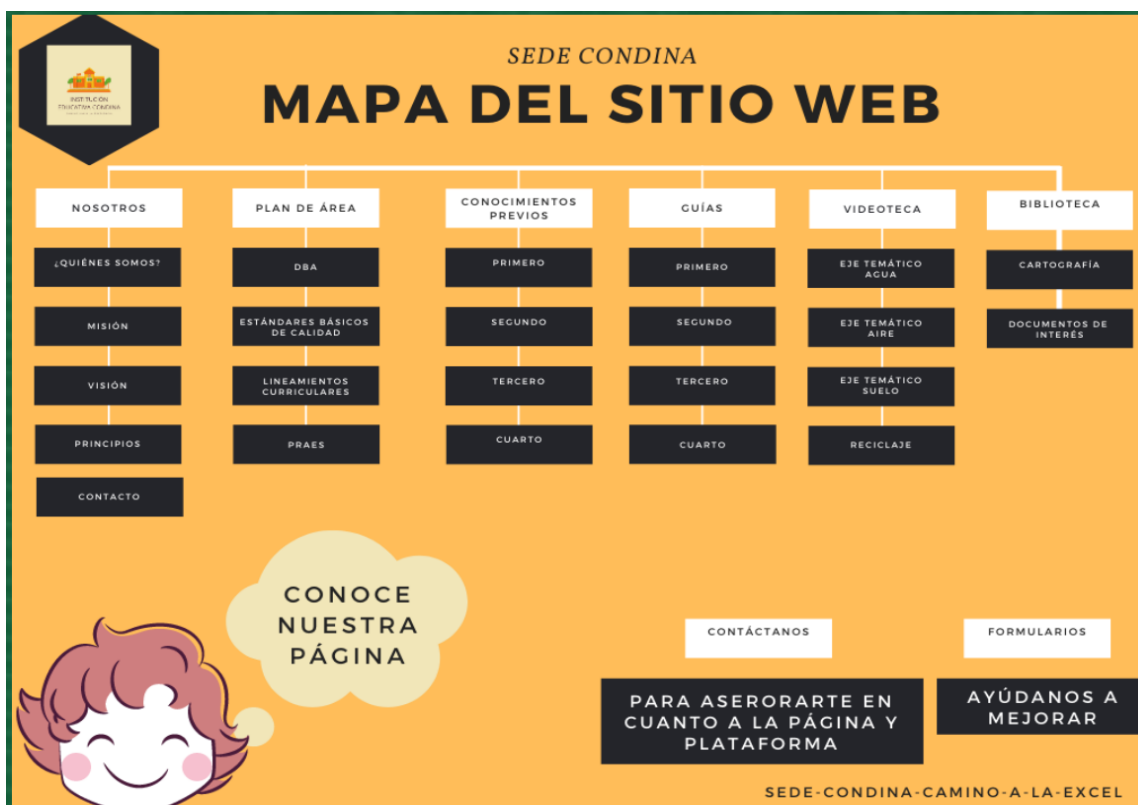 SEDE CONDINA
MAPA DEL SITIO WEB
INSTITUCIÓN
EDUCATIVA CONDINA
NOSOTROS
¿QUIÉNES SOMOS?
MISIÓN
VISIÓN
PRINCIPIOS
CONTACTO
PLAN DE ÁREA
DBA
ESTÁNDARES BÁSICOS
DE CALIDAD
LINEAMIENTOS
CURRICULARES
PRAES
CONOCIMIENTOS
PREVIOS
PRIMERO
SEGUNDO
TERCERO
CUARTO
GUÍAS
PRIMERO
SEGUNDO
TERCERO
CUARTO
VIDEOTECA
EJE TEMÁTICO
AGUA
EJE TEMÁTICO
AIRE
EJE TEMÁTICO
SUELO
RECICLAJE
BIBLIOTECA
CARTOGRAFÍA
DOCUMENTOS DE
INTERÉS
CONOCE
NUESTRA
PÁGINA
CONTÁCTANOS
PARA ASERORARTE EN
CUANTO A LA PÁGINA Y
PLATAFORMA
FORMULARIOS
AYÚDANOS A
MEJORAR
SEDE-CONDINA-CAMINO-A-LA-EXCEL